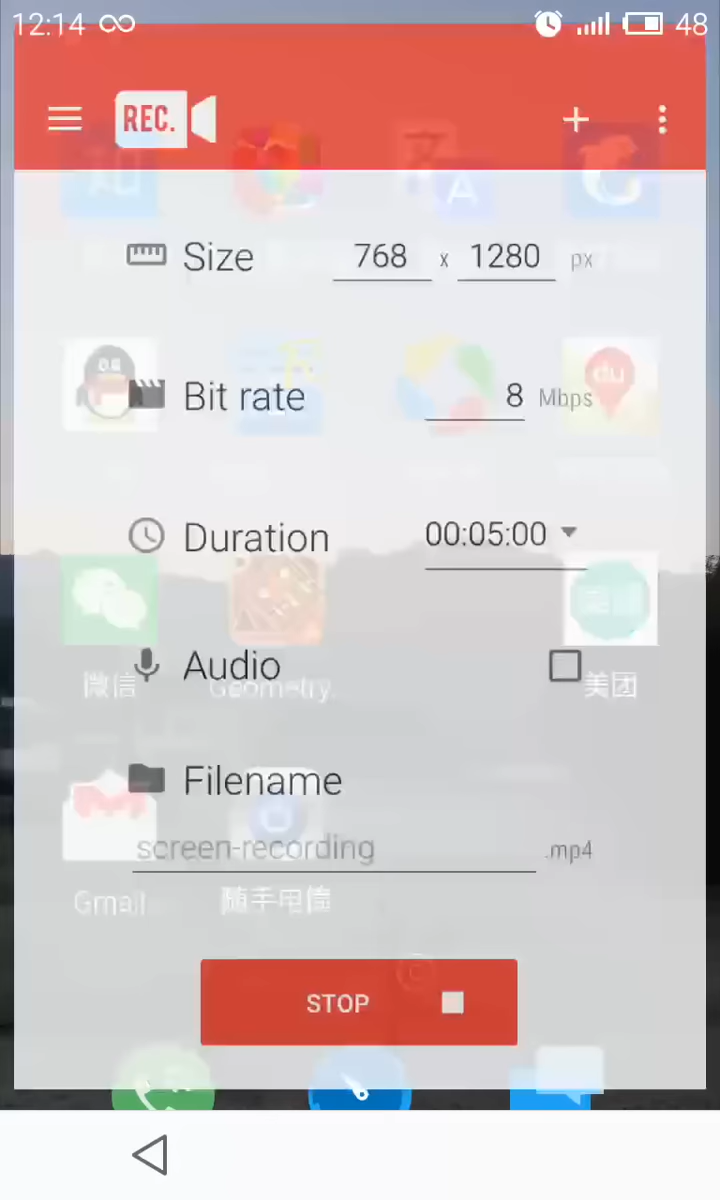 12:14 48
REC.
Size 768 x 1280 px
Bit rate 8 Mbps
Duration 00:05:00
Audio
微信 Geometry. 美团
Filename
screen-recording .mp4
Gmail 随手电筒
STOP